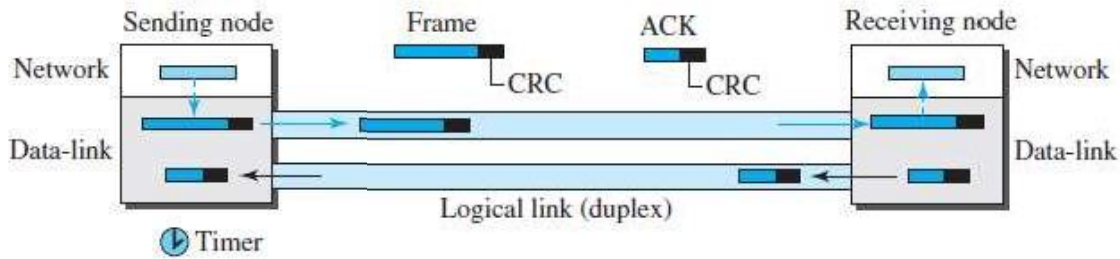 Sending node
Frame
ACK
Receiving node
Network
CRC
CRC
Network
Data-link
Data-link
Logical link (duplex)
Timer